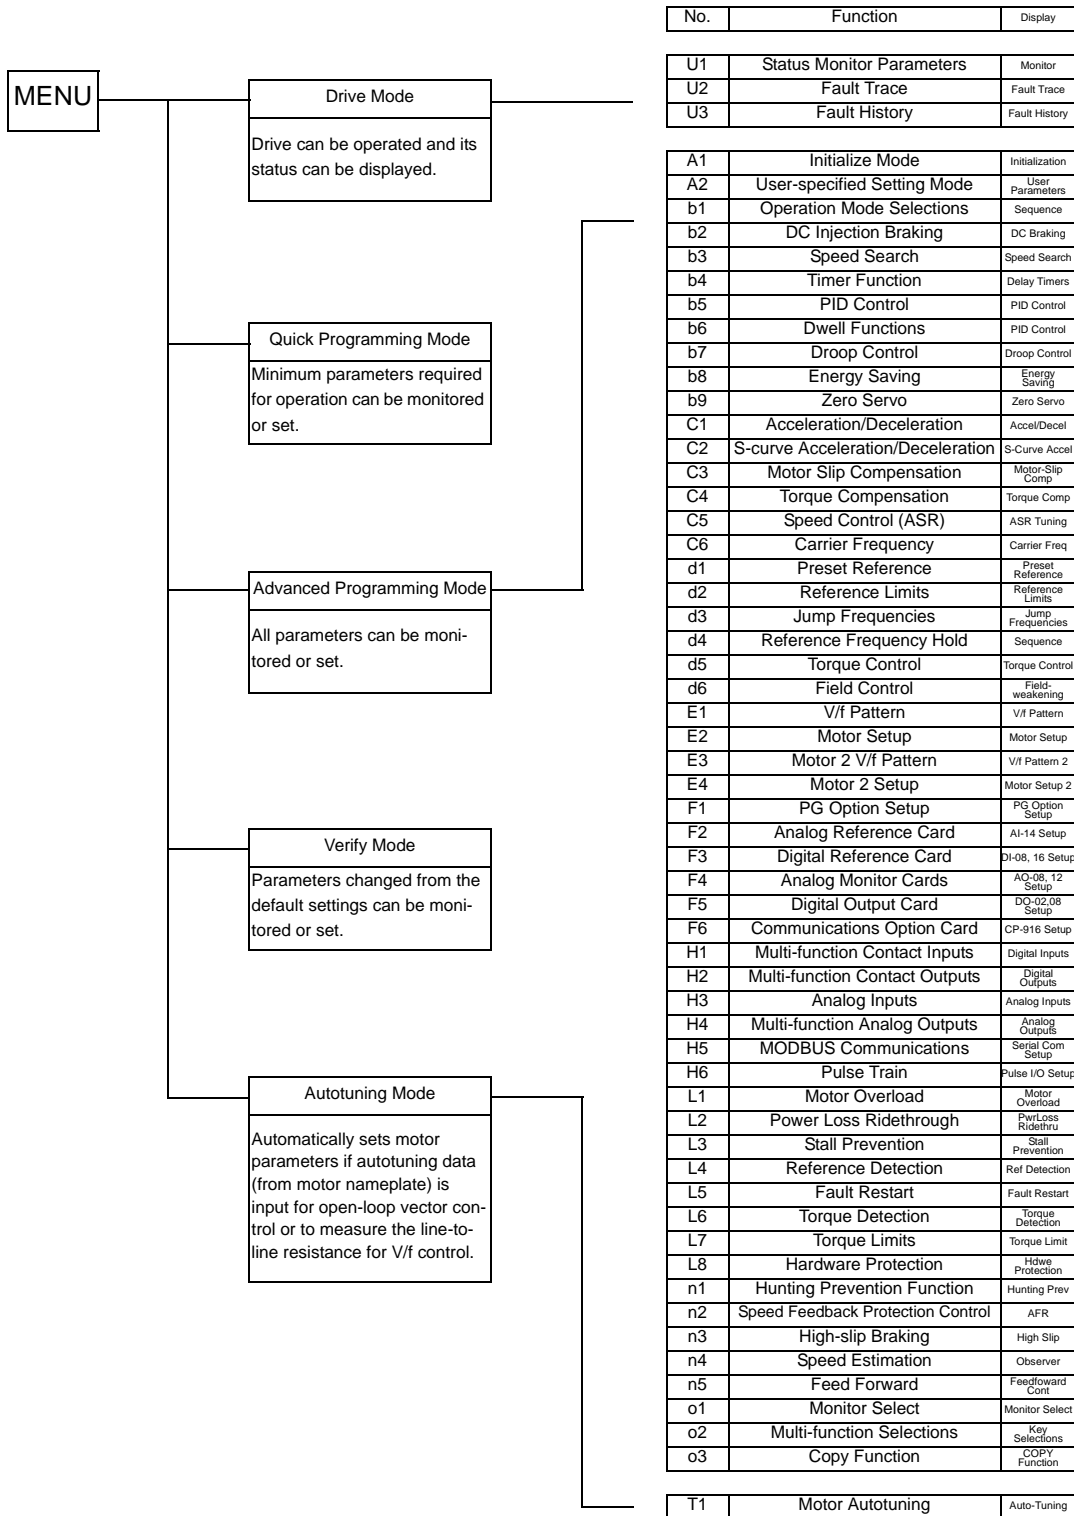 MENU
Drive Mode
Drive can be operated and its
status can be displayed.
Quick Programming Mode
Minimum parameters required
for operation can be monitored
or set.
Advanced Programming Mode
All parameters can be moni-
tored or set.
Verify Mode
Parameters changed from the
default settings can be moni-
tored or set.
Autotuning Mode
Automatically sets motor
parameters if autotuning data
(from motor nameplate) is
input for open-loop vector con-
trol or to measure the line-to-
line resistance for V/f control.
No. Function Display
U1 Status Monitor Parameters Monitor
U2 Fault Trace Fault Trace
U3 Fault History Fault History
A1 Initialize Mode Initialization
A2 User-specified Setting Mode User Parameters
b1 Operation Mode Selections Sequence
b2 DC Injection Braking DC Braking
b3 Speed Search Speed Search
b4 Timer Function Delay Timers
b5 PID Control PID Control
b6 Dwell Functions PID Control
b7 Droop Control Droop Control
b8 Energy Saving Energy Saving
b9 Zero Servo Zero Servo
C1 Acceleration/Deceleration Accel/Decel
C2 S-curve Acceleration/Deceleration S-Curve Accel
C3 Motor Slip Compensation Motor-Slip Comp
C4 Torque Compensation Torque Comp
C5 Speed Control (ASR) ASR Tuning
C6 Carrier Frequency Carrier Freq
d1 Preset Reference Preset Reference
d2 Reference Limits Reference Limits
d3 Jump Frequencies Jump Frequencies
d4 Reference Frequency Hold Sequence
d5 Torque Control Torque Control
d6 Field Control Field-weakening
E1 V/f Pattern V/f Pattern
E2 Motor Setup Motor Setup
E3 Motor 2 V/f Pattern V/f Pattern 2
E4 Motor 2 Setup Motor Setup 2
F1 PG Option Setup PG Option Setup
F2 Analog Reference Card AI-14 Setup
F3 Digital Reference Card DI-08, 16 Setup
F4 Analog Monitor Cards AO-08, 12 Setup
F5 Digital Output Card DO-02,08 Setup
F6 Communications Option Card CP-916 Setup
H1 Multi-function Contact Inputs Digital Inputs
H2 Multi-function Contact Outputs Digital Outputs
H3 Analog Inputs Analog Inputs
H4 Multi-function Analog Outputs Analog Outputs
H5 MODBUS Communications Serial Com Setup
H6 Pulse Train Pulse I/O Setup
L1 Motor Overload Motor Overload
L2 Power Loss Ridethrough PwrLoss Ridethru
L3 Stall Prevention Stall Prevention
L4 Reference Detection Ref Detection
L5 Fault Restart Fault Restart
L6 Torque Detection Torque Detection
L7 Torque Limits Torque Limit
L8 Hardware Protection Hdwe Protection
n1 Hunting Prevention Function Hunting Prev
n2 Speed Feedback Protection Control AFR
n3 High-slip Braking High Slip
n4 Speed Estimation Observer
n5 Feed Forward Feedfoward Cont
o1 Monitor Select Monitor Select
o2 Multi-function Selections Key Selections
o3 Copy Function COPY Function
T1 Motor Autotuning Auto-Tuning